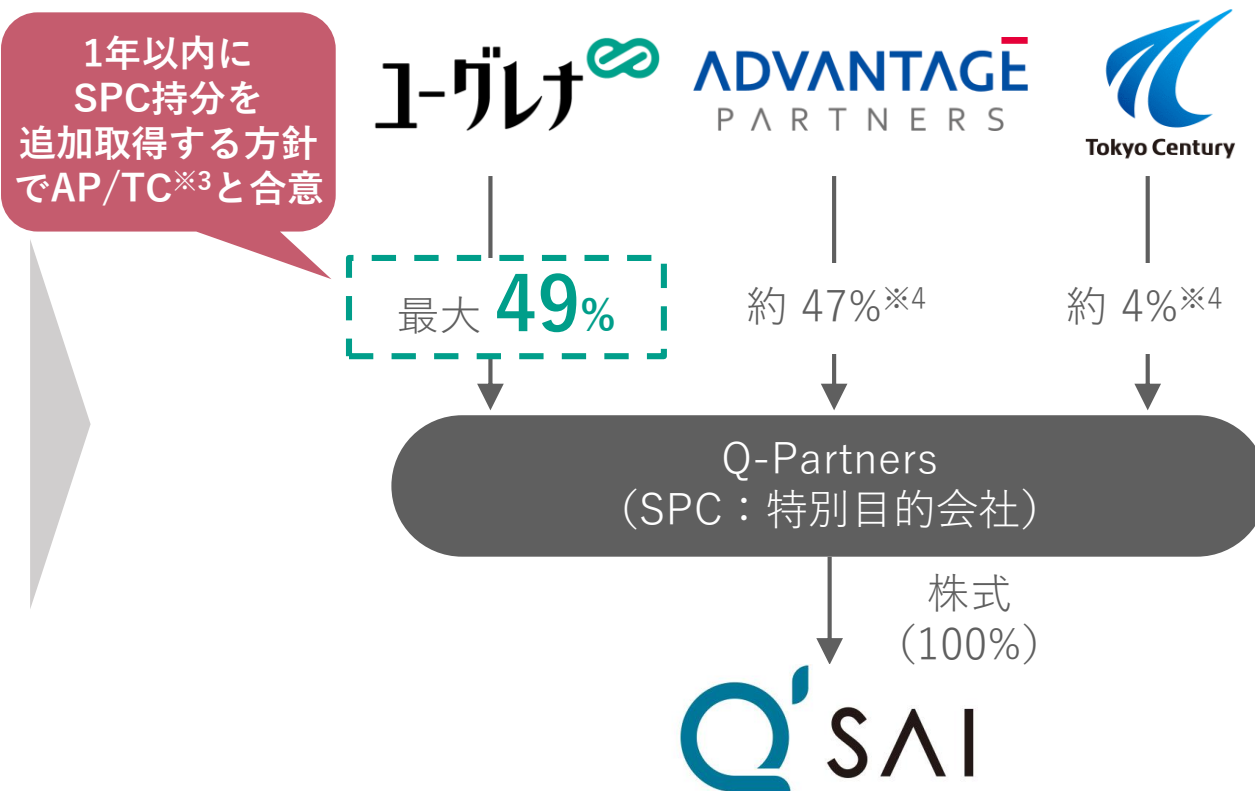 1年以内に
SPC持分を
追加取得する方針
でAP/TC※3と合意
ユーグレナ
ADVANTAGE
PARTNERS
Tokyo Century
最大 49%
約 47%※4
約 4%※4
Q-Partners
（SPC：特別目的会社）
株式
（100%）
Q'SAI